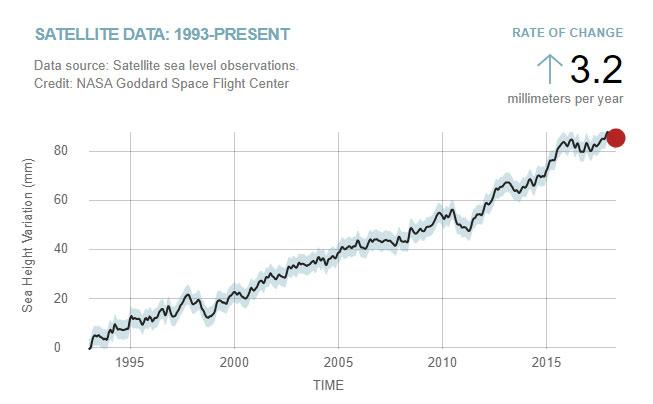 SATELLITE DATA: 1993-PRESENT
RATE OF CHANGE
Data source: Satellite sea level observations.
Credit: NASA Goddard Space Flight Center
↑ 3.2
millimeters per year
Sea Height Variation (mm)
80
60
40
20
0
1995 2000 2005 2010 2015
TIME